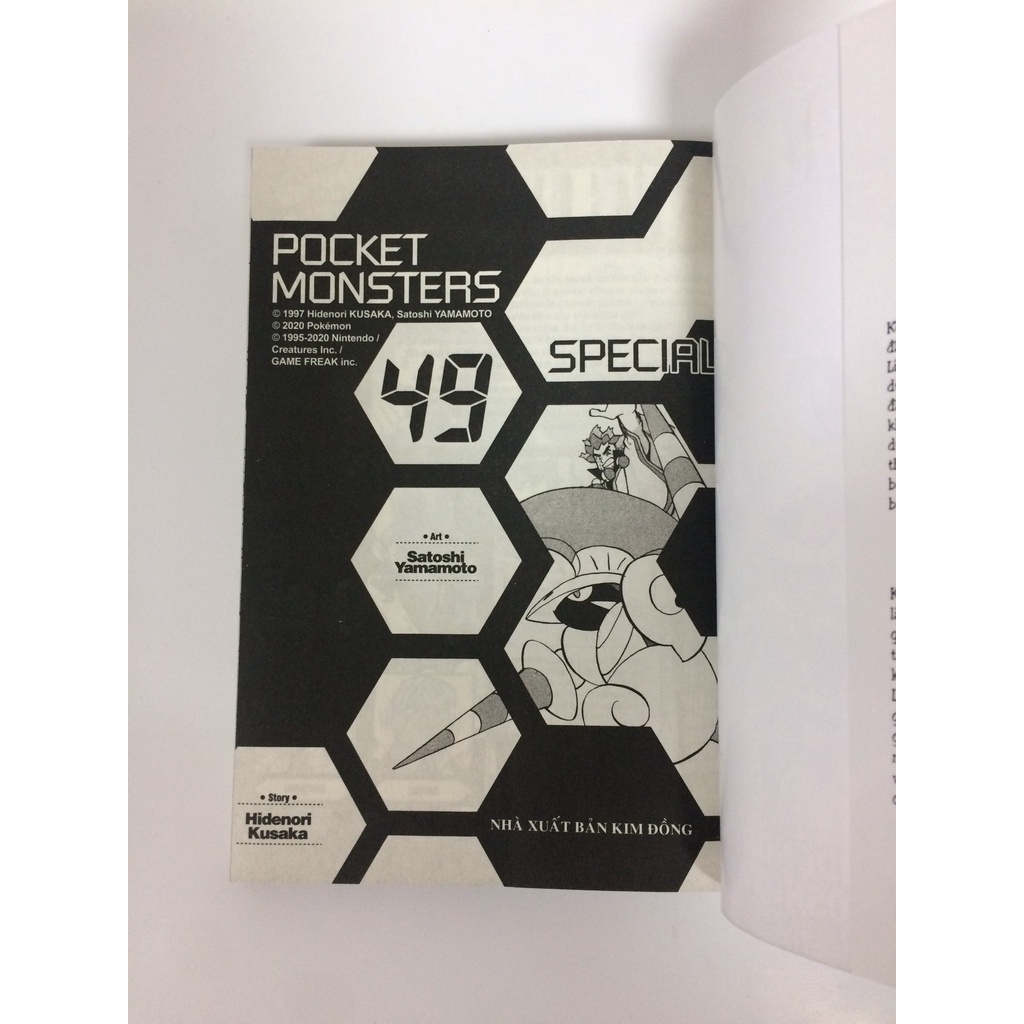 POCKET
MONSTERS
© 1997 Hidenori KUSAKA, Satoshi YAMAMOTO
© 2020 Pokémon
© 1995-2020 Nintendo /
Creatures Inc. /
GAME FREAK inc.
49
SPECIAL
• Art •
Satoshi
Yamamoto
• Story •
Hidenori
Kusaka
NHÀ XUẤT BẢN KIM ĐỒNG